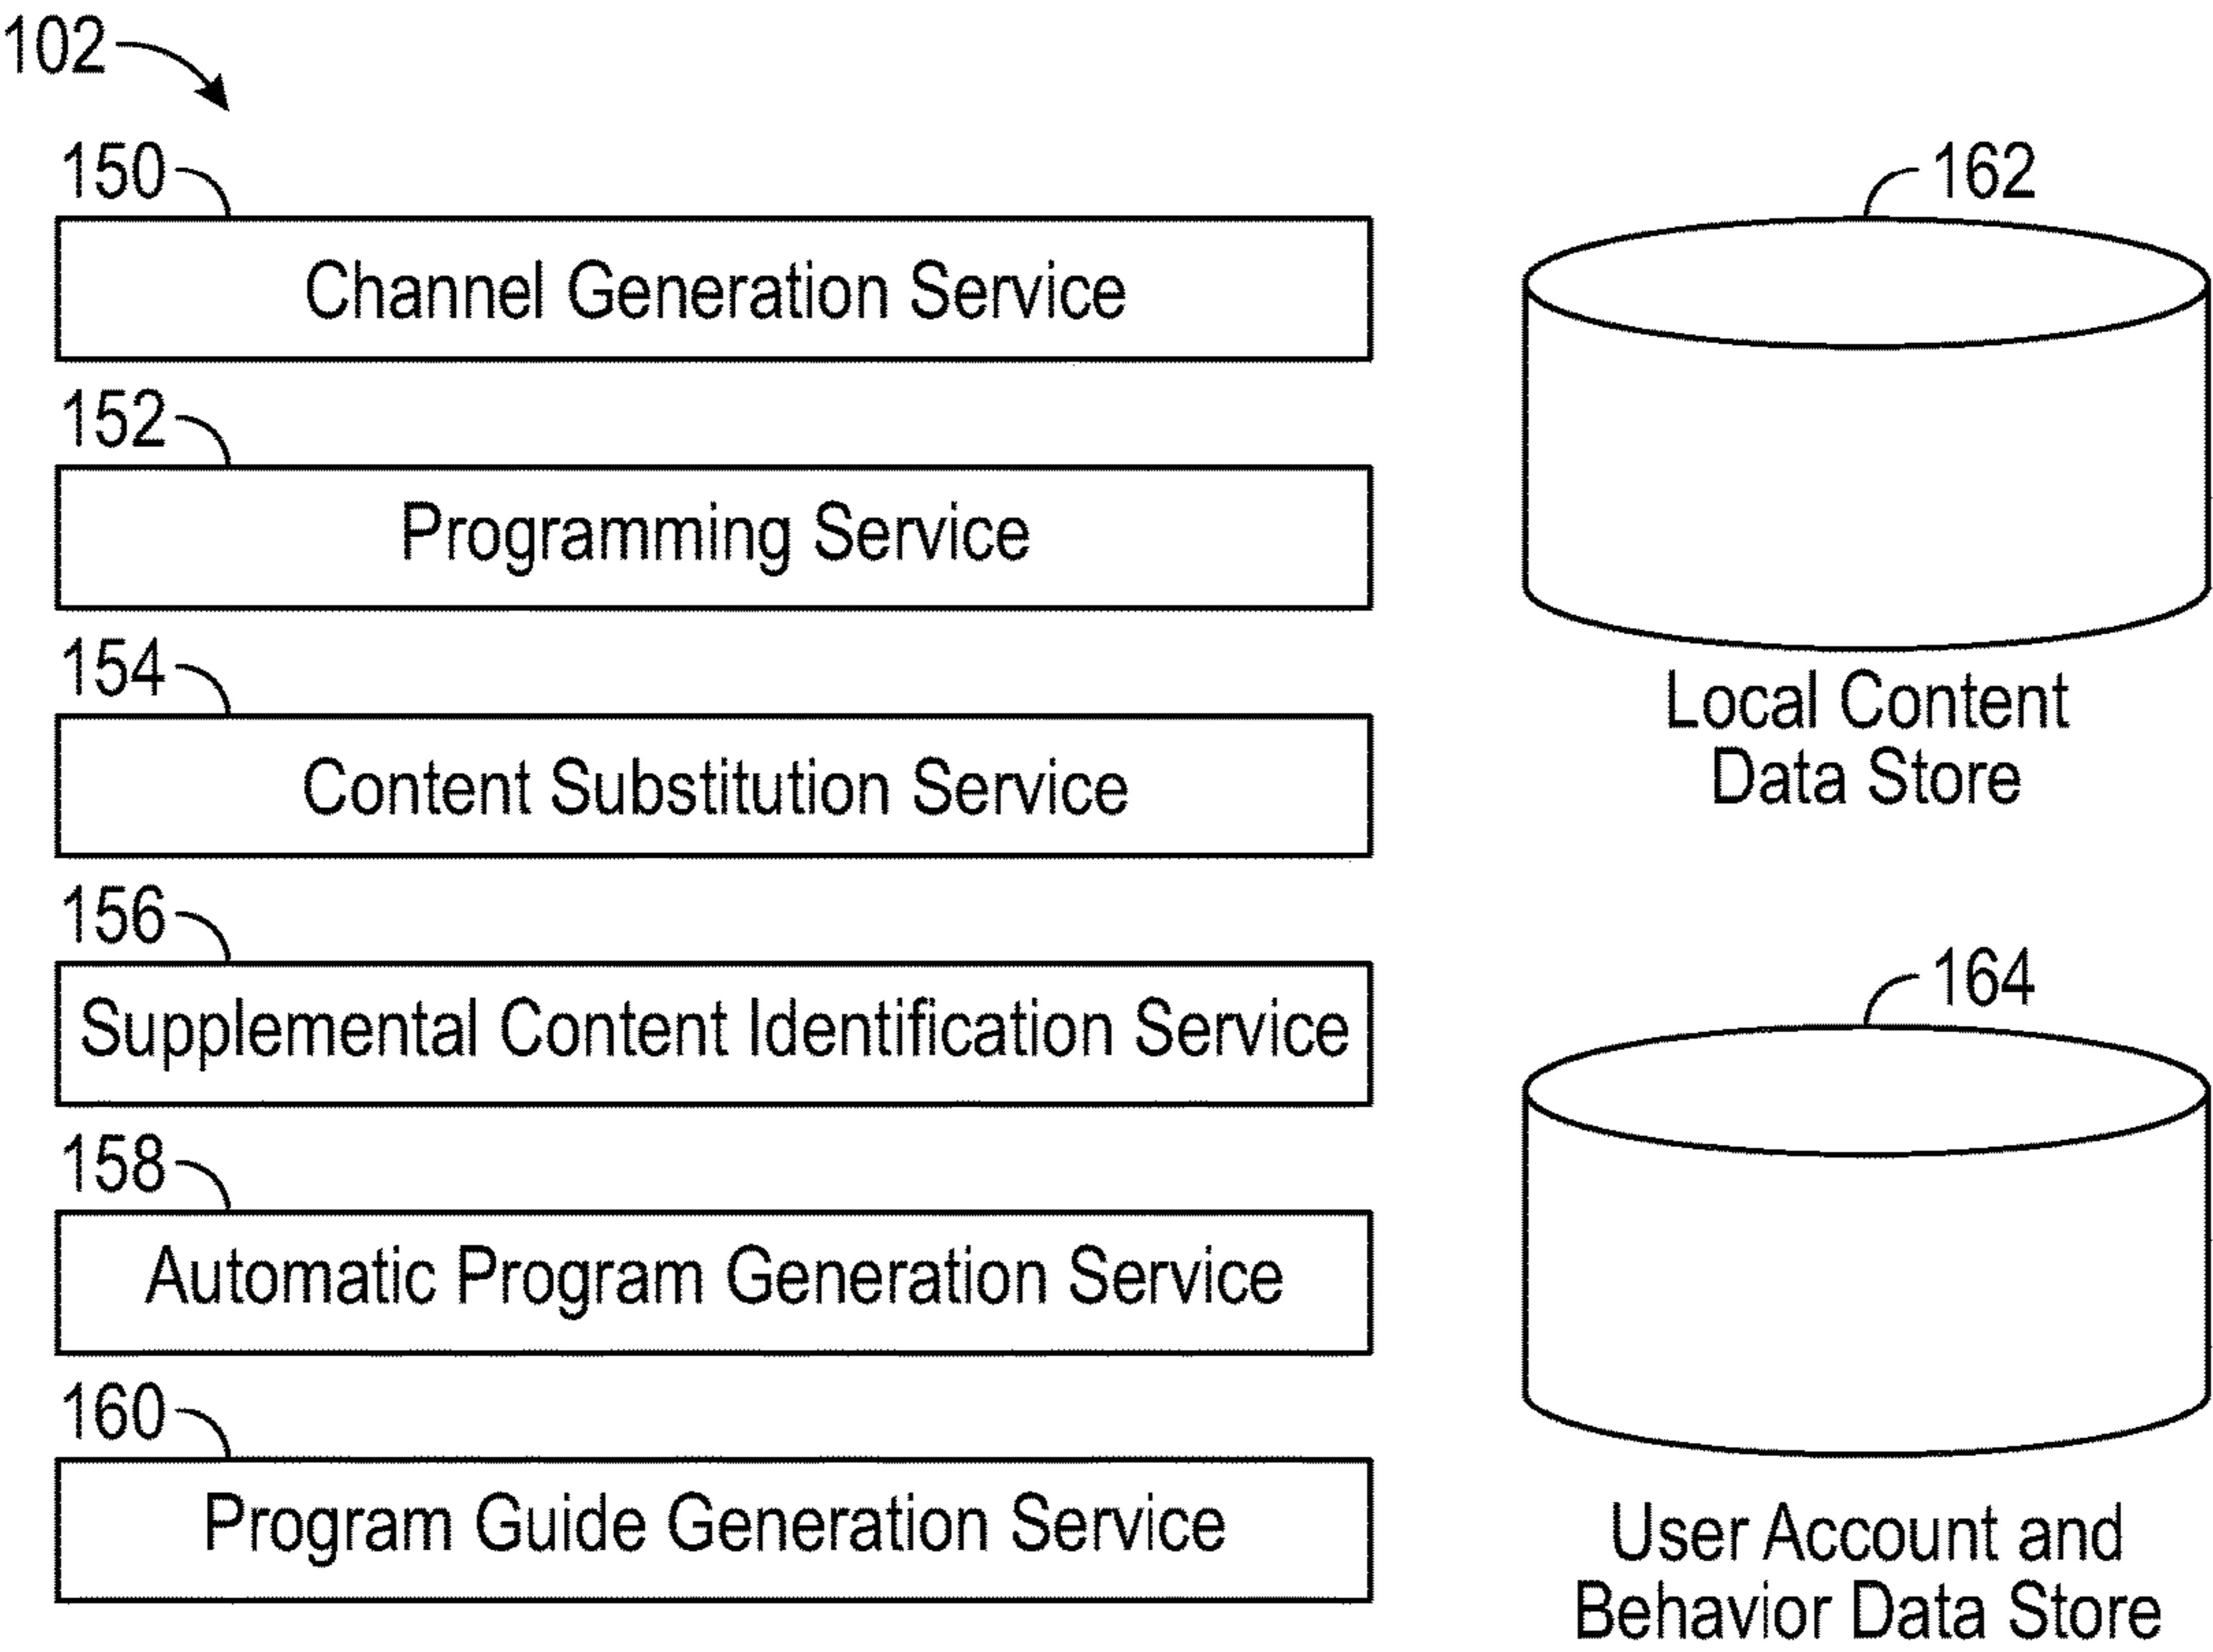 102
150
Channel Generation Service
152
Programming Service
154
Content Substitution Service
156
Supplemental Content Identification Service
158
Automatic Program Generation Service
160
Program Guide Generation Service
162
Local Content
Data Store
164
User Account and
Behavior Data Store